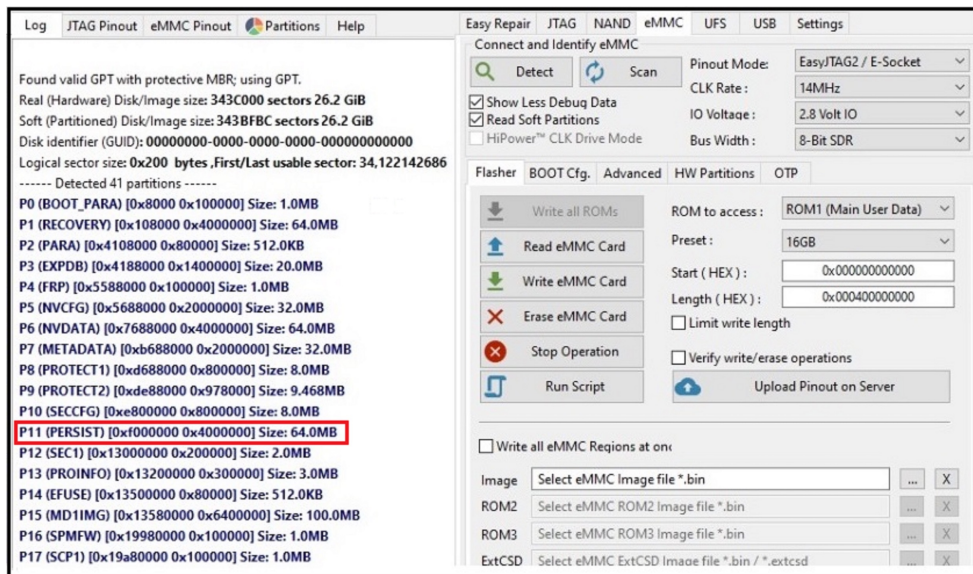 Log JTAG Pinout eMMC Pinout Partitions Help
Found valid GPT with protective MBR; using GPT.
Real (Hardware) Disk/Image size: 343C000 sectors 26.2 GiB
Soft (Partitioned) Disk/Image size: 343BFBC sectors 26.2 GiB
Disk identifier (GUID): 00000000-0000-0000-0000-000000000000
Logical sector size: 0x200 bytes ,First/Last usable sector: 34,122142686
------ Detected 41 partitions ------
P0 (BOOT_PARA) [0x8000 0x100000] Size: 1.0MB
P1 (RECOVERY) [0x108000 0x4000000] Size: 64.0MB
P2 (PARA) [0x4108000 0x80000] Size: 512.0KB
P3 (EXPDB) [0x4188000 0x1400000] Size: 20.0MB
P4 (FRP) [0x5588000 0x100000] Size: 1.0MB
P5 (NVCFG) [0x5688000 0x2000000] Size: 32.0MB
P6 (NVDATA) [0x7688000 0x4000000] Size: 64.0MB
P7 (METADATA) [0xb688000 0x2000000] Size: 32.0MB
P8 (PROTECT1) [0xd688000 0x800000] Size: 8.0MB
P9 (PROTECT2) [0xde88000 0x978000] Size: 9.468MB
P10 (SECCFG) [0xe800000 0x800000] Size: 8.0MB
P11 (PERSIST) [0xf000000 0x4000000] Size: 64.0MB
P12 (SEC1) [0x13000000 0x200000] Size: 2.0MB
P13 (PROINFO) [0x13200000 0x300000] Size: 3.0MB
P14 (EFUSE) [0x13500000 0x80000] Size: 512.0KB
P15 (MD1IMG) [0x13580000 0x6400000] Size: 100.0MB
P16 (SPMFW) [0x19980000 0x100000] Size: 1.0MB
P17 (SCP1) [0x19a80000 0x100000] Size: 1.0MB
Easy Repair JTAG NAND eMMC UFS USB Settings
Connect and Identify eMMC
Detect Scan
Show Less Debug Data
Read Soft Partitions
HiPower™ CLK Drive Mode
Pinout Mode: EasyJTAG2 / E-Socket
CLK Rate : 14MHz
IO Voltage : 2.8 Volt IO
Bus Width : 8-Bit SDR
Flasher BOOT Cfg. Advanced HW Partitions OTP
Write all ROMs
Read eMMC Card
Write eMMC Card
Erase eMMC Card
Stop Operation
Run Script
ROM to access : ROM1 (Main User Data)
Preset : 16GB
Start ( HEX ) : 0x000000000000
Length ( HEX ) : 0x000400000000
Limit write length
Verify write/erase operations
Upload Pinout on Server
Write all eMMC Regions at onc
Image Select eMMC Image file *.bin ... X
ROM2 Select eMMC ROM2 Image file *.bin ... X
ROM3 Select eMMC ROM3 Image file *.bin ... X
ExtCSD Select eMMC ExtCSD Image file *.bin / *.extcsd ... X